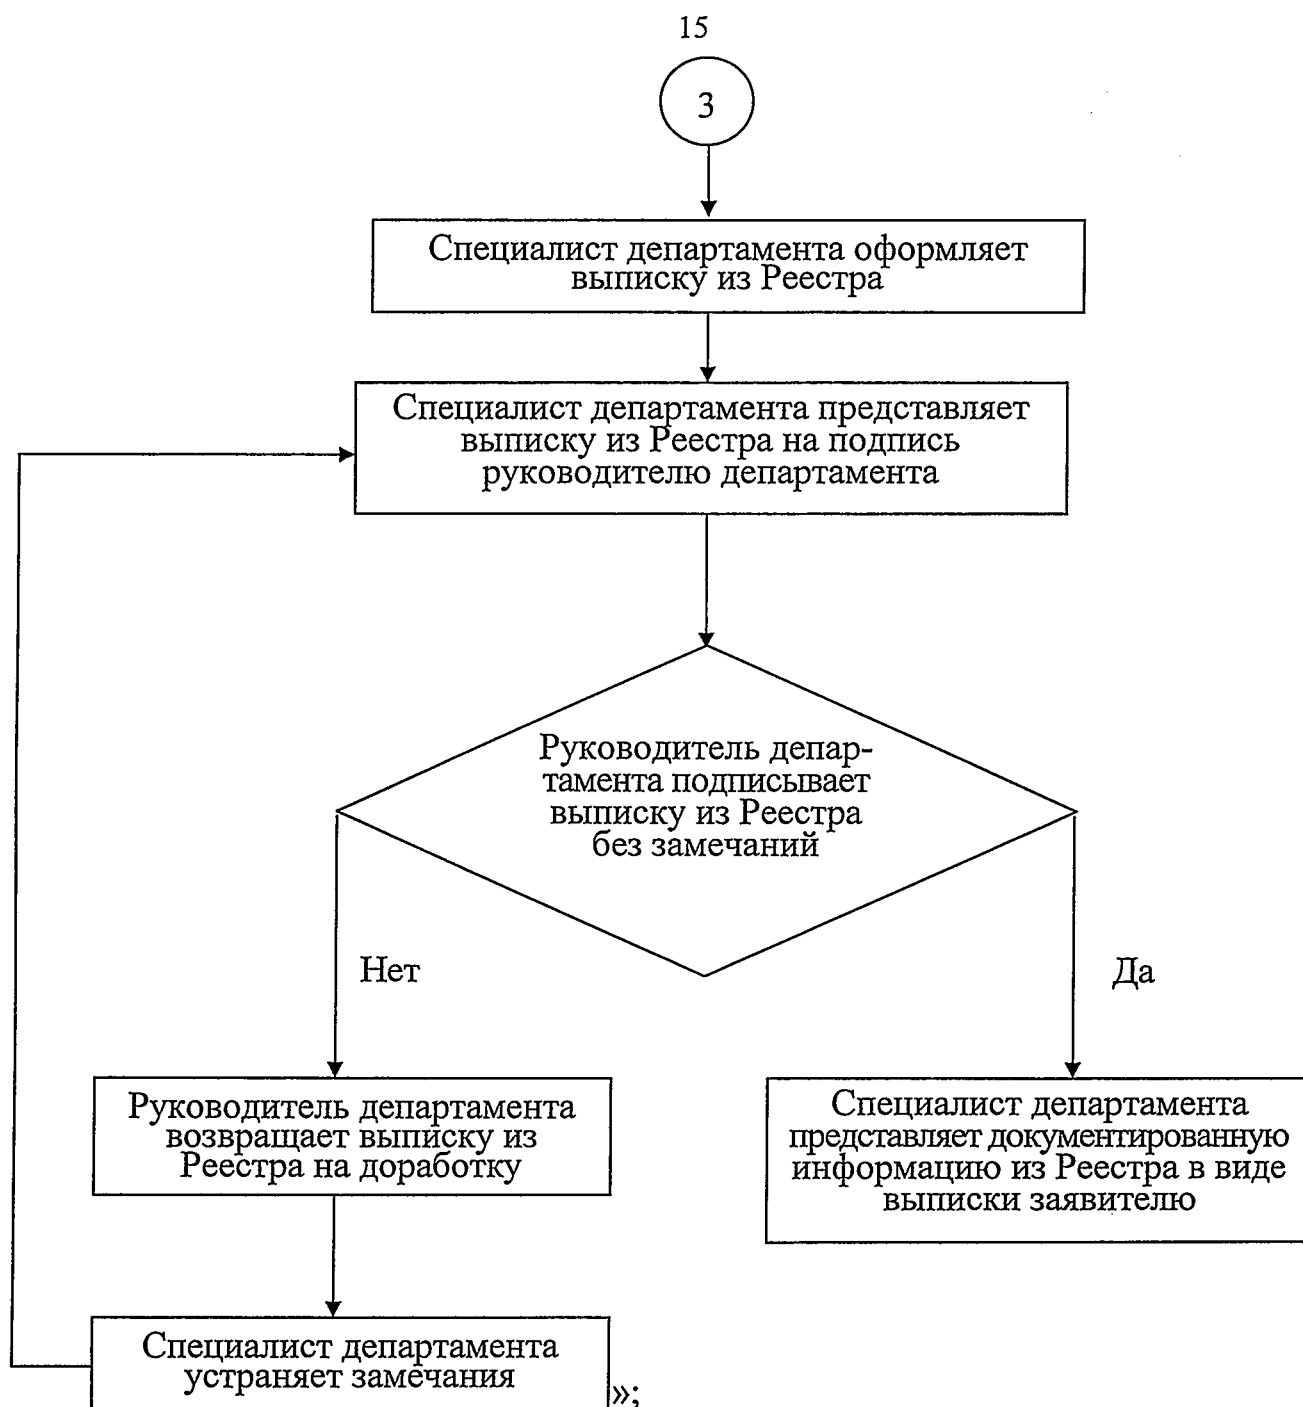 15
3
Специалист департамента оформляет
выписку из Реестра
Специалист департамента представляет
выписку из Реестра на подпись
руководителю департамента
Руководитель депар-
тамента подписывает
выписку из Реестра
без замечаний
Нет
Да
Руководитель департамента
возвращает выписку из
Реестра на доработку
Специалист департамента
представляет документированную
информацию из Реестра в виде
выписки заявителю
Специалист департамента
устраняет замечания
»;